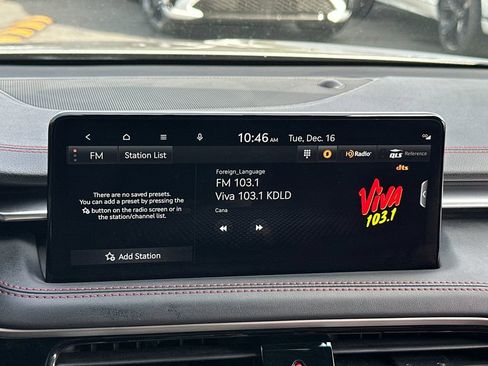 10:46 AM Tue, Dec. 16
FM Station List HD Radio QLS Reference
dts
Foreign_Language
FM 103.1
Viva 103.1 KDLD
Cana
There are no saved presets.
You can add a preset by pressing the
button on the radio screen or in
the station/channel list.
Add Station
VIVA
103.1